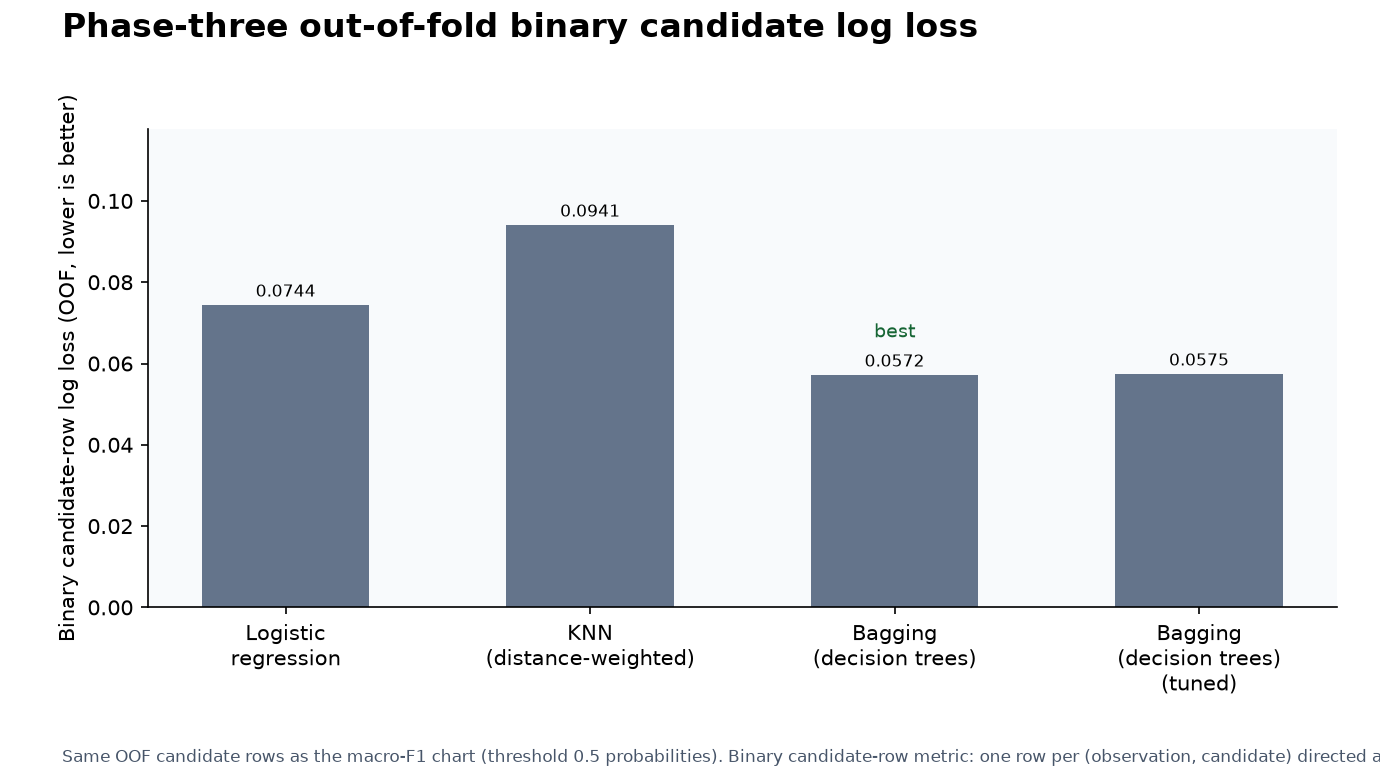 Phase-three out-of-fold binary candidate log loss
Binary candidate-row log loss (OOF, lower is better)
0.10
0.08
0.06
0.04
0.02
0.00
0.0744
0.0941
best
0.0572
0.0575
Logistic
regression
KNN
(distance-weighted)
Bagging
(decision trees)
Bagging
(decision trees)
(tuned)
Same OOF candidate rows as the macro-F1 chart (threshold 0.5 probabilities). Binary candidate-row metric: one row per (observation, candidate) directed